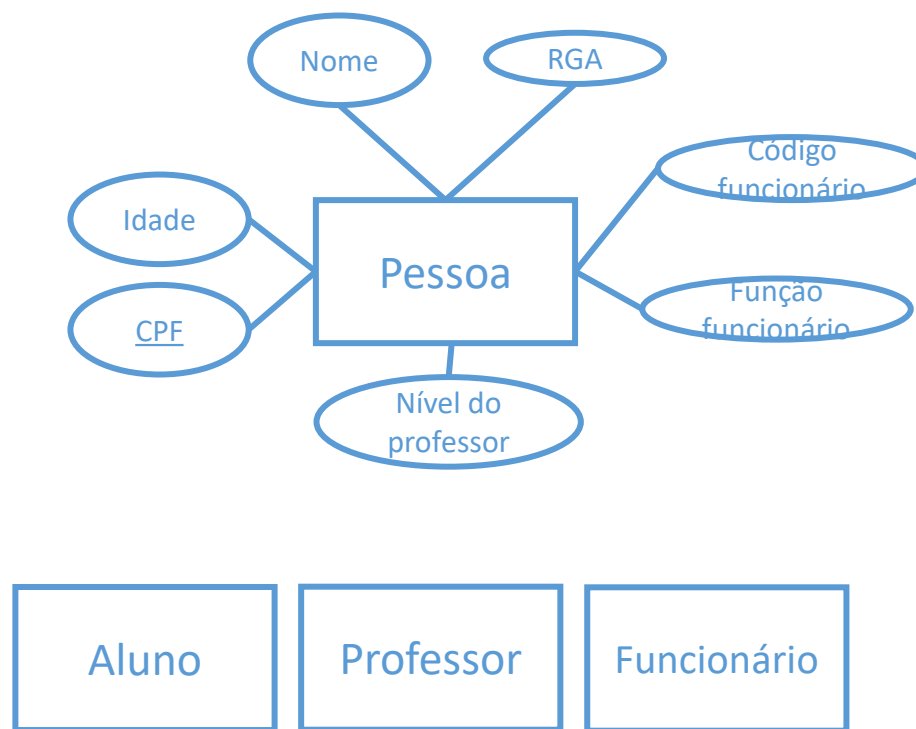 Nome
RGA
Código
funcionário
Idade
Pessoa
CPF
Função
funcionário
Nível do
professor
Aluno
Professor
Funcionário